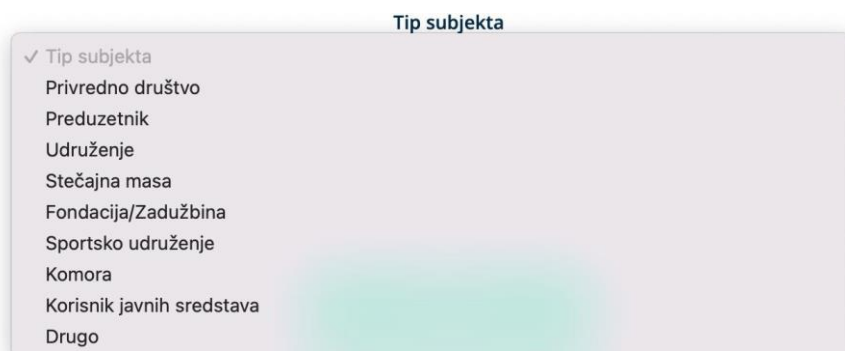 Tip subjekta
✓ Tip subjekta
Privredno društvo
Preduzetnik
Udruženje
Stečajna masa
Fondacija/Zadužbina
Sportsko udruženje
Komora
Korisnik javnih sredstava
Drugo